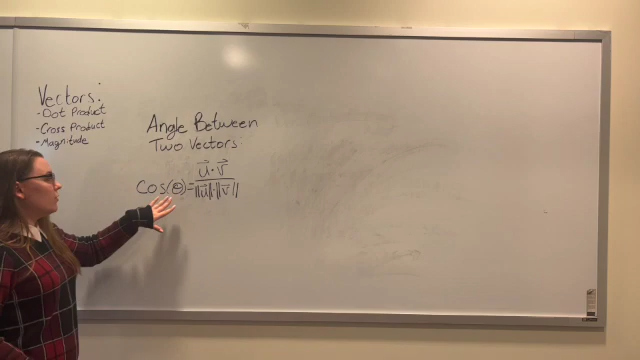 Vectors:
- Dot Product
- Cross Product
- Magnitude
Angle Between
Two Vectors:
Cos(θ) = u⃗ · v⃗ / ||u⃗|| · ||v⃗||